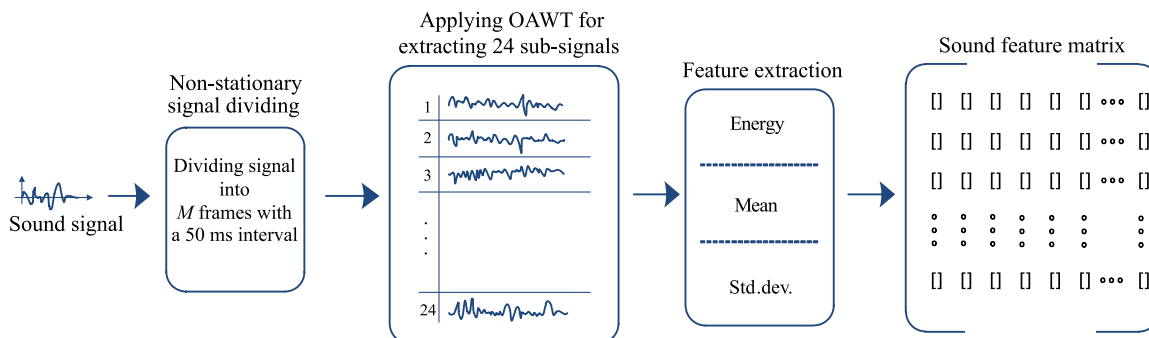 Sound signal
Non-stationary
signal dividing
Dividing signal
into
M frames with
a 50 ms interval
Applying OAWT for
extracting 24 sub-signals
1
2
3
.
.
.
24
Feature extraction
Energy
Mean
Std.dev.
Sound feature matrix
[] [] [] [] [] [] ∘∘∘ []
[] [] [] [] [] [] ∘∘∘ []
[] [] [] [] [] [] ∘∘∘ []
∘ ∘ ∘ ∘ ∘ ∘ ∘
∘ ∘ ∘ ∘ ∘ ∘ ∘
∘ ∘ ∘ ∘ ∘ ∘ ∘
[] [] [] [] [] [] ∘∘∘ []